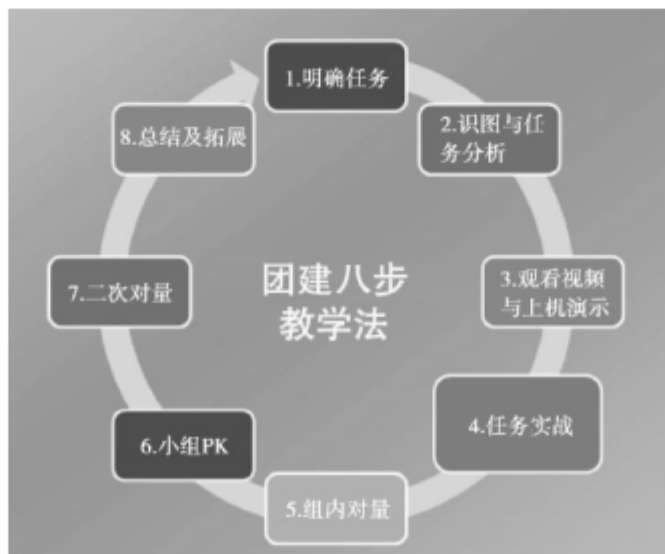 1.明确任务
2.识图与任
务分析
3.观看视频
与上机演示
4.任务实战
5.组内对量
6.小组PK
7.二次对量
8.总结及拓展
团建八步
教学法